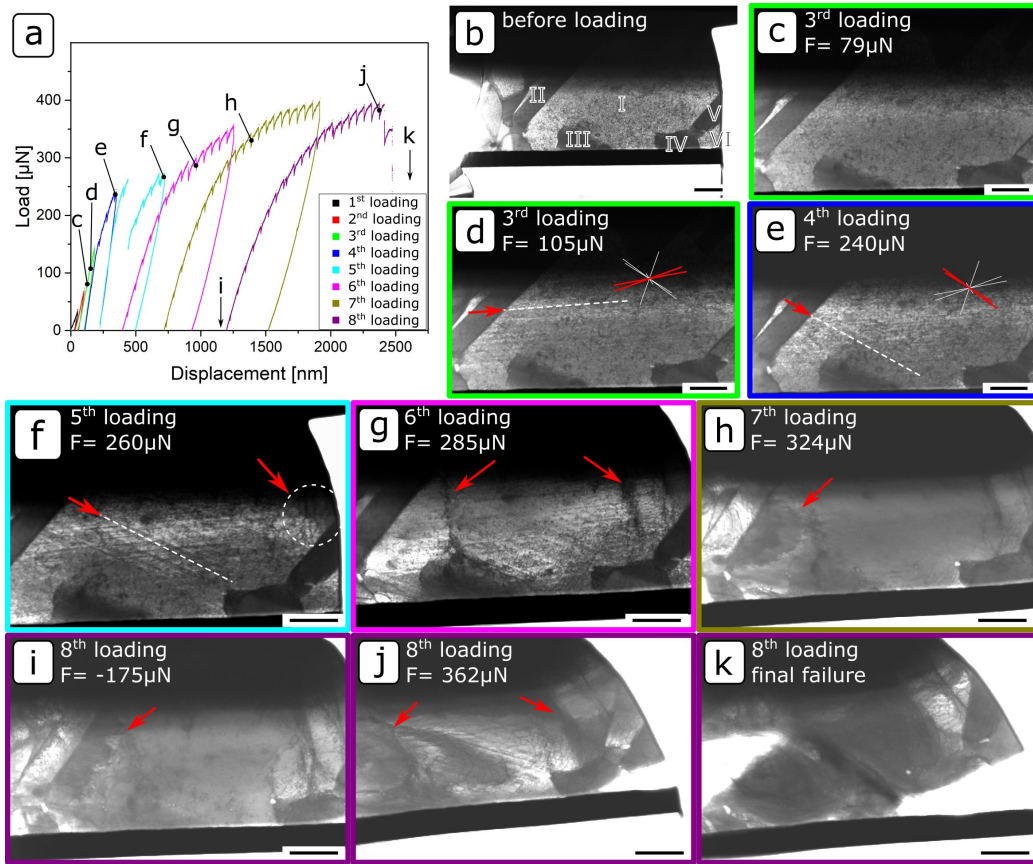 a
Load [µN]
400
300
200
100
0
0
500
1000
1500
2000
2500
Displacement [nm]
c
d
e
f
g
h
i
j
k
1st loading
2nd loading
3rd loading
4th loading
5th loading
6th loading
7th loading
8th loading
b
before loading
I
II
III
IV
V
VI
c
3rd loading
F= 79µN
d
3rd loading
F= 105µN
e
4th loading
F= 240µN
f
5th loading
F= 260µN
g
6th loading
F= 285µN
h
7th loading
F= 324µN
i
8th loading
F= -175µN
j
8th loading
F= 362µN
k
8th loading
final failure